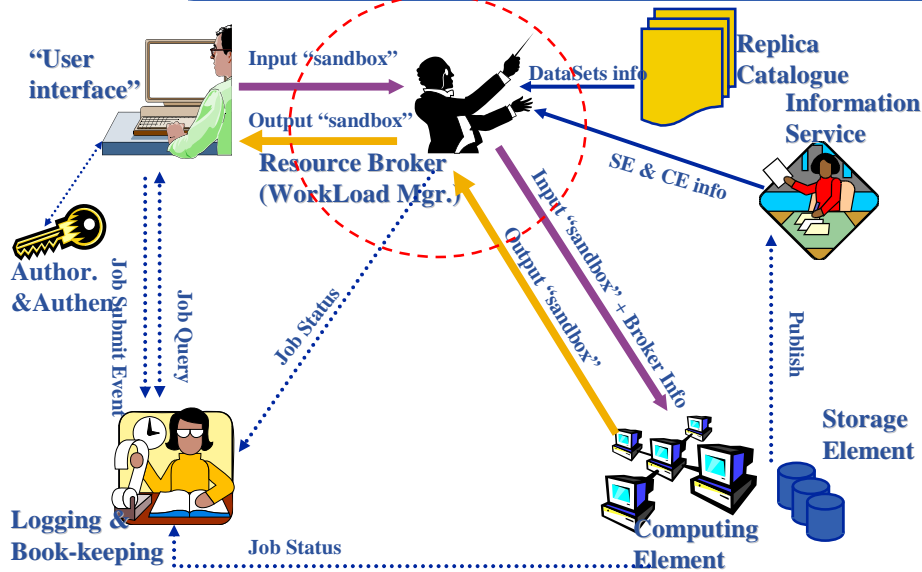 “User
interface”
Input “sandbox”
Output “sandbox”
Resource Broker
(WorkLoad Mgr.)
DataSets info
Replica
Catalogue
Information
Service
SE & CE info
Author.
&Authen.
Job Submit Event
Job Query
Job Status
Input “sandbox” + Broker Info
Output “sandbox”
Publish
Storage
Element
Logging &
Book-keeping
Job Status
Computing
Element